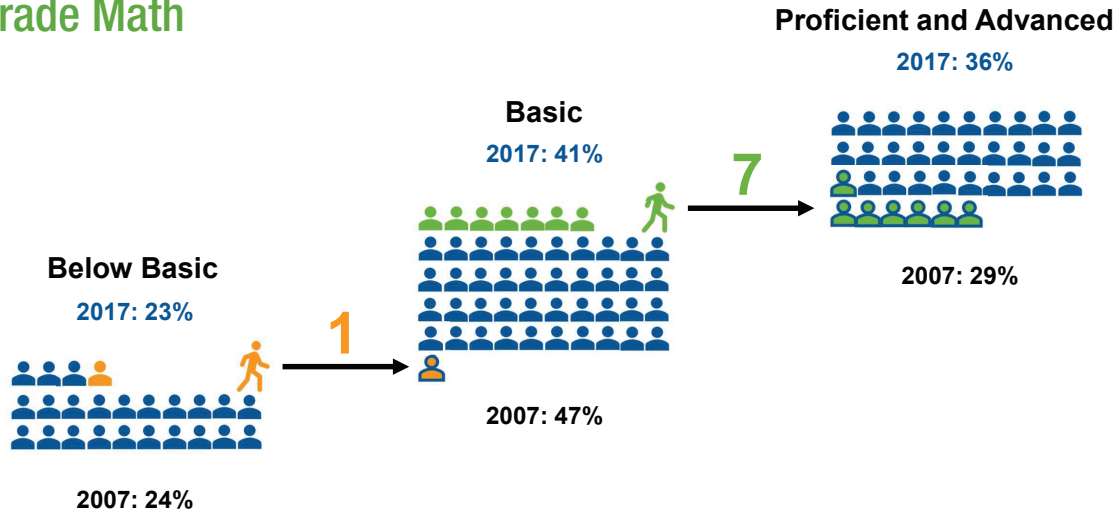 Math
Proficient and Advanced
2017: 36%
Basic
2017: 41%
7
Below Basic
2007: 29%
2017: 23%
1
2007: 47%
2007: 24%